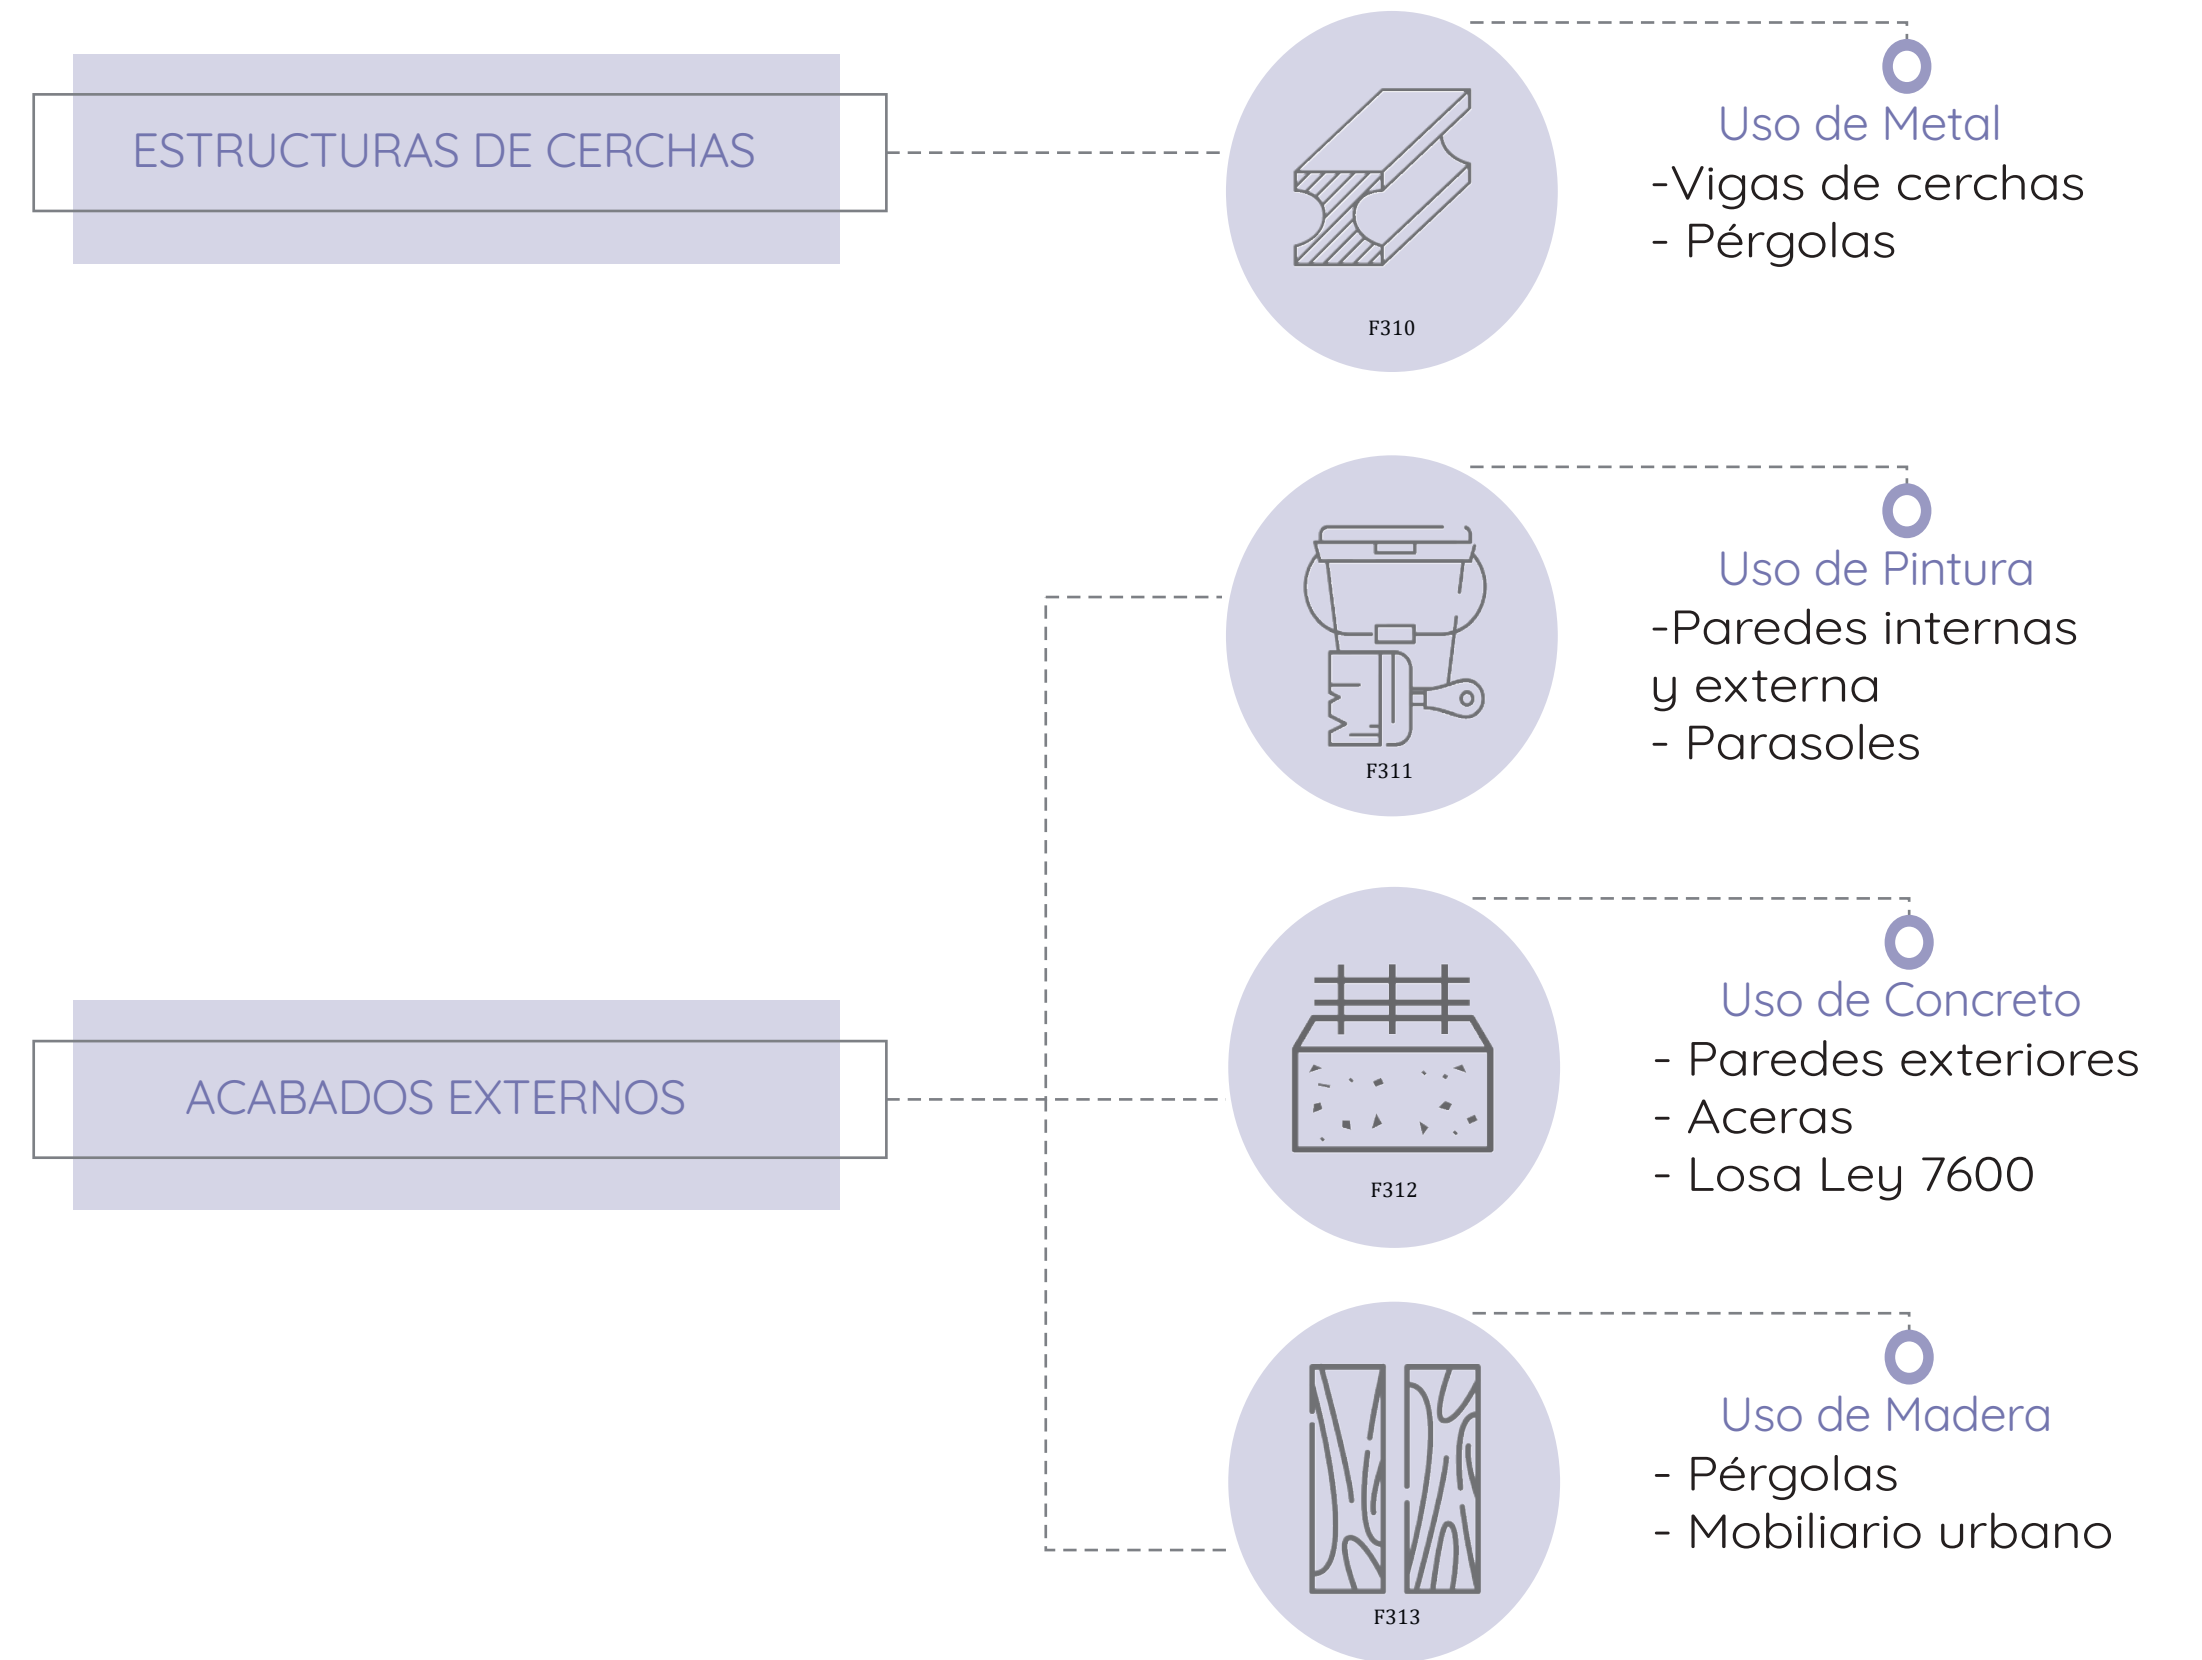 ESTRUCTURAS DE CERCHAS
F310
Uso de Metal
-Vigas de cerchas
- Pérgolas
F311
Uso de Pintura
-Paredes internas
y externa
- Parasoles
ACABADOS EXTERNOS
F312
Uso de Concreto
- Paredes exteriores
- Aceras
- Losa Ley 7600
F313
Uso de Madera
- Pérgolas
- Mobiliario urbano